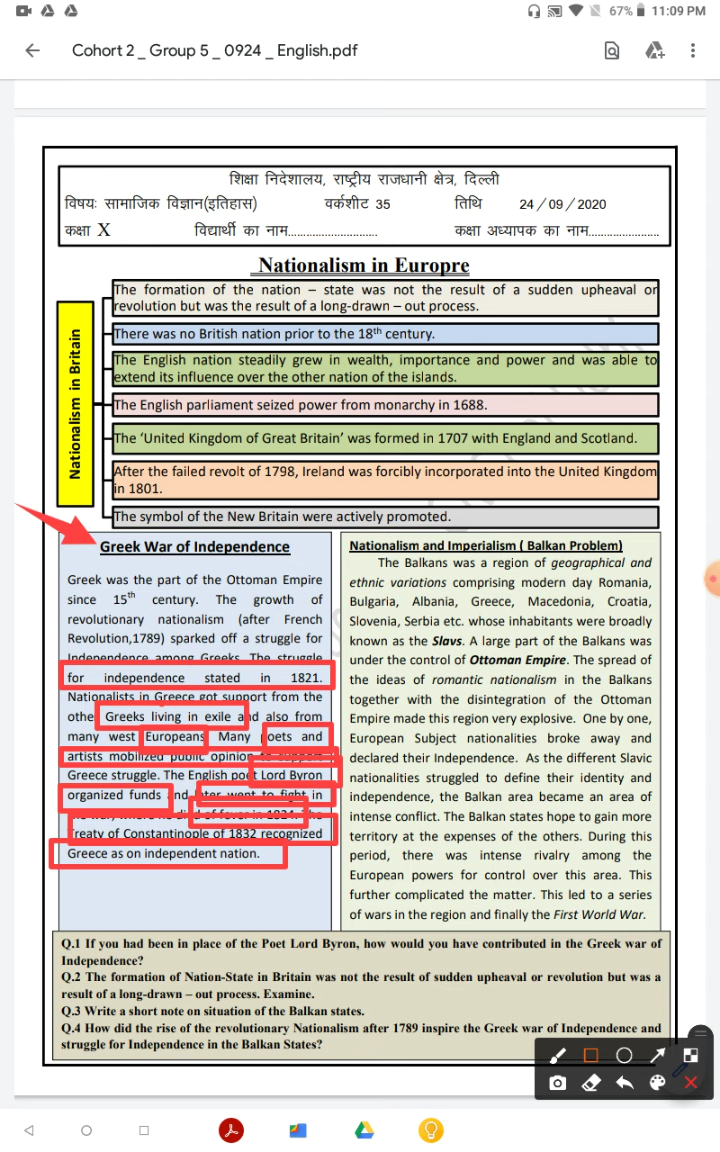 67% 11:09 PM
Cohort 2 _ Group 5 _ 0924 _ English.pdf
शिक्षा निदेशालय, राष्ट्रीय राजधानी क्षेत्र, दिल्ली
विषयः सामाजिक विज्ञान(इतिहास) वर्कशीट 35 तिथि 24/09/2020
कक्षा X विद्यार्थी का नाम.............................. कक्षा अध्यापक का नाम........................
Nationalism in Europre
Nationalism in Britain
The formation of the nation – state was not the result of a sudden upheaval or
revolution but was the result of a long-drawn – out process.
There was no British nation prior to the 18th century.
The English nation steadily grew in wealth, importance and power and was able to
extend its influence over the other nation of the islands.
The English parliament seized power from monarchy in 1688.
The ‘United Kingdom of Great Britain’ was formed in 1707 with England and Scotland.
After the failed revolt of 1798, Ireland was forcibly incorporated into the United Kingdom
in 1801.
The symbol of the New Britain were actively promoted.
Greek War of Independence
Greek was the part of the Ottoman Empire
since 15th century. The growth of
revolutionary nationalism (after French
Revolution,1789) sparked off a struggle for
Independence among Greeks. The struggle
for independence stated in 1821.
Nationalists in Greece got support from the
othe Greeks living in exile and also from
many west Europeans Many poets and
artists mobilized public opinion to support
Greece struggle. The English poet Lord Byron
organized funds and later went to fight in
the war, where he died of fever in 1824. The
Treaty of Constantinople of 1832 recognized
Greece as on independent nation.
Nationalism and Imperialism ( Balkan Problem)
The Balkans was a region of geographical and
ethnic variations comprising modern day Romania,
Bulgaria, Albania, Greece, Macedonia, Croatia,
Slovenia, Serbia etc. whose inhabitants were broadly
known as the Slavs. A large part of the Balkans was
under the control of Ottoman Empire. The spread of
the ideas of romantic nationalism in the Balkans
together with the disintegration of the Ottoman
Empire made this region very explosive. One by one,
European Subject nationalities broke away and
declared their Independence. As the different Slavic
nationalities struggled to define their identity and
independence, the Balkan area became an area of
intense conflict. The Balkan states hope to gain more
territory at the expenses of the others. During this
period, there was intense rivalry among the
European powers for control over this area. This
further complicated the matter. This led to a series
of wars in the region and finally the First World War.
Q.1 If you had been in place of the Poet Lord Byron, how would you have contributed in the Greek war of
Independence?
Q.2 The formation of Nation-State in Britain was not the result of sudden upheaval or revolution but was a
result of a long-drawn – out process. Examine.
Q.3 Write a short note on situation of the Balkan states.
Q.4 How did the rise of the revolutionary Nationalism after 1789 inspire the Greek war of Independence and
struggle for Independence in the Balkan States?